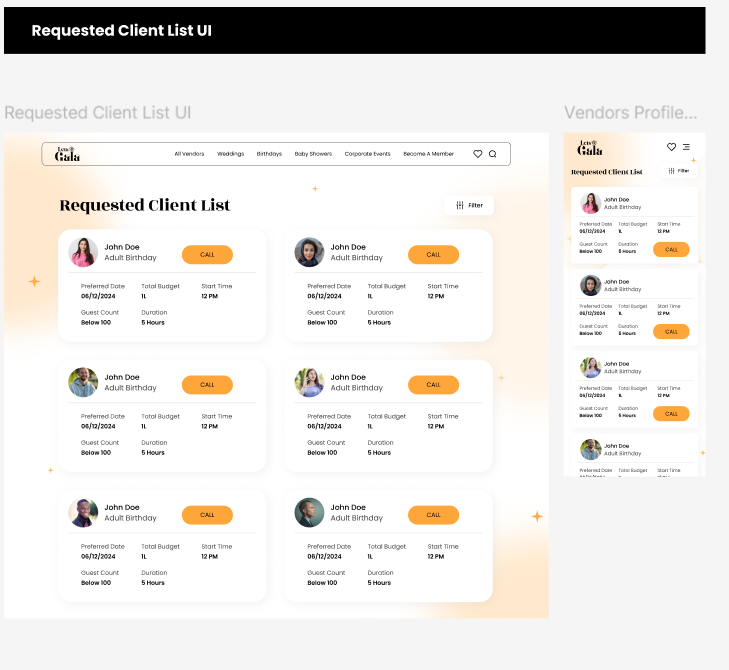 Requested Client List UI
Requested Client List UI
Vendors Profile...
Lets
Gala
All Vendors Weddings Birthdays Baby Showers Corporate Events Become A Member
Requested Client List
Filter
John Doe
Adult Birthday
CALL
Preferred Date Total Budget Start Time
06/12/2024 1L 12 PM
Guest Count Duration
Below 100 5 Hours
John Doe
Adult Birthday
CALL
Preferred Date Total Budget Start Time
06/12/2024 1L 12 PM
Guest Count Duration
Below 100 5 Hours
John Doe
Adult Birthday
CALL
Preferred Date Total Budget Start Time
06/12/2024 1L 12 PM
Guest Count Duration
Below 100 5 Hours
John Doe
Adult Birthday
CALL
Preferred Date Total Budget Start Time
06/12/2024 1L 12 PM
Guest Count Duration
Below 100 5 Hours
John Doe
Adult Birthday
CALL
Preferred Date Total Budget Start Time
06/12/2024 1L 12 PM
Guest Count Duration
Below 100 5 Hours
John Doe
Adult Birthday
CALL
Preferred Date Total Budget Start Time
06/12/2024 1L 12 PM
Guest Count Duration
Below 100 5 Hours
Lets
Gala
Requested Client List
Filter
John Doe
Adult Birthday
Preferred Date Total Budget Start Time
06/12/2024 1L 12 PM
Guest Count Duration
Below 100 5 Hours
CALL
John Doe
Adult Birthday
Preferred Date Total Budget Start Time
06/12/2024 1L 12 PM
Guest Count Duration
Below 100 5 Hours
CALL
John Doe
Adult Birthday
Preferred Date Total Budget Start Time
06/12/2024 1L 12 PM
Guest Count Duration
Below 100 5 Hours
CALL
John Doe
Adult Birthday
Preferred Date Total Budget Start Time